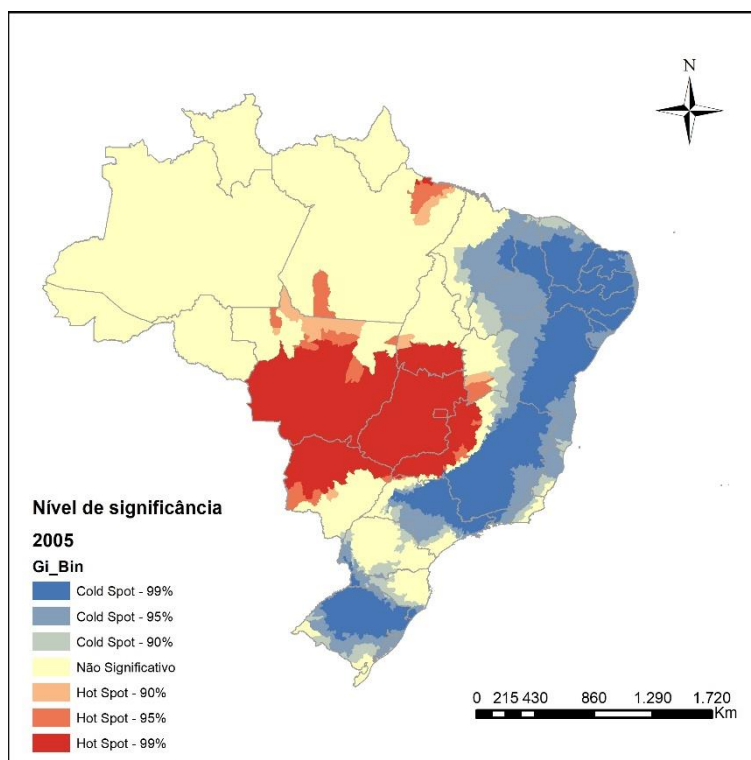 N
Nível de significância
2005
Gi_Bin
Cold Spot - 99%
Cold Spot - 95%
Cold Spot - 90%
Não Significativo
Hot Spot - 90%
Hot Spot - 95%
Hot Spot - 99%
0 215 430 860 1.290 1.720
Km